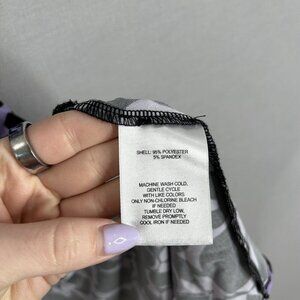 SHELL: 95% POLYESTER
5% SPANDEX
MACHINE WASH COLD,
GENTLE CYCLE
WITH LIKE COLORS.
ONLY NON-CHLORINE BLEACH
IF NEEDED
TUMBLE DRY LOW,
REMOVE PROMPTLY
COOL IRON IF NEEDED